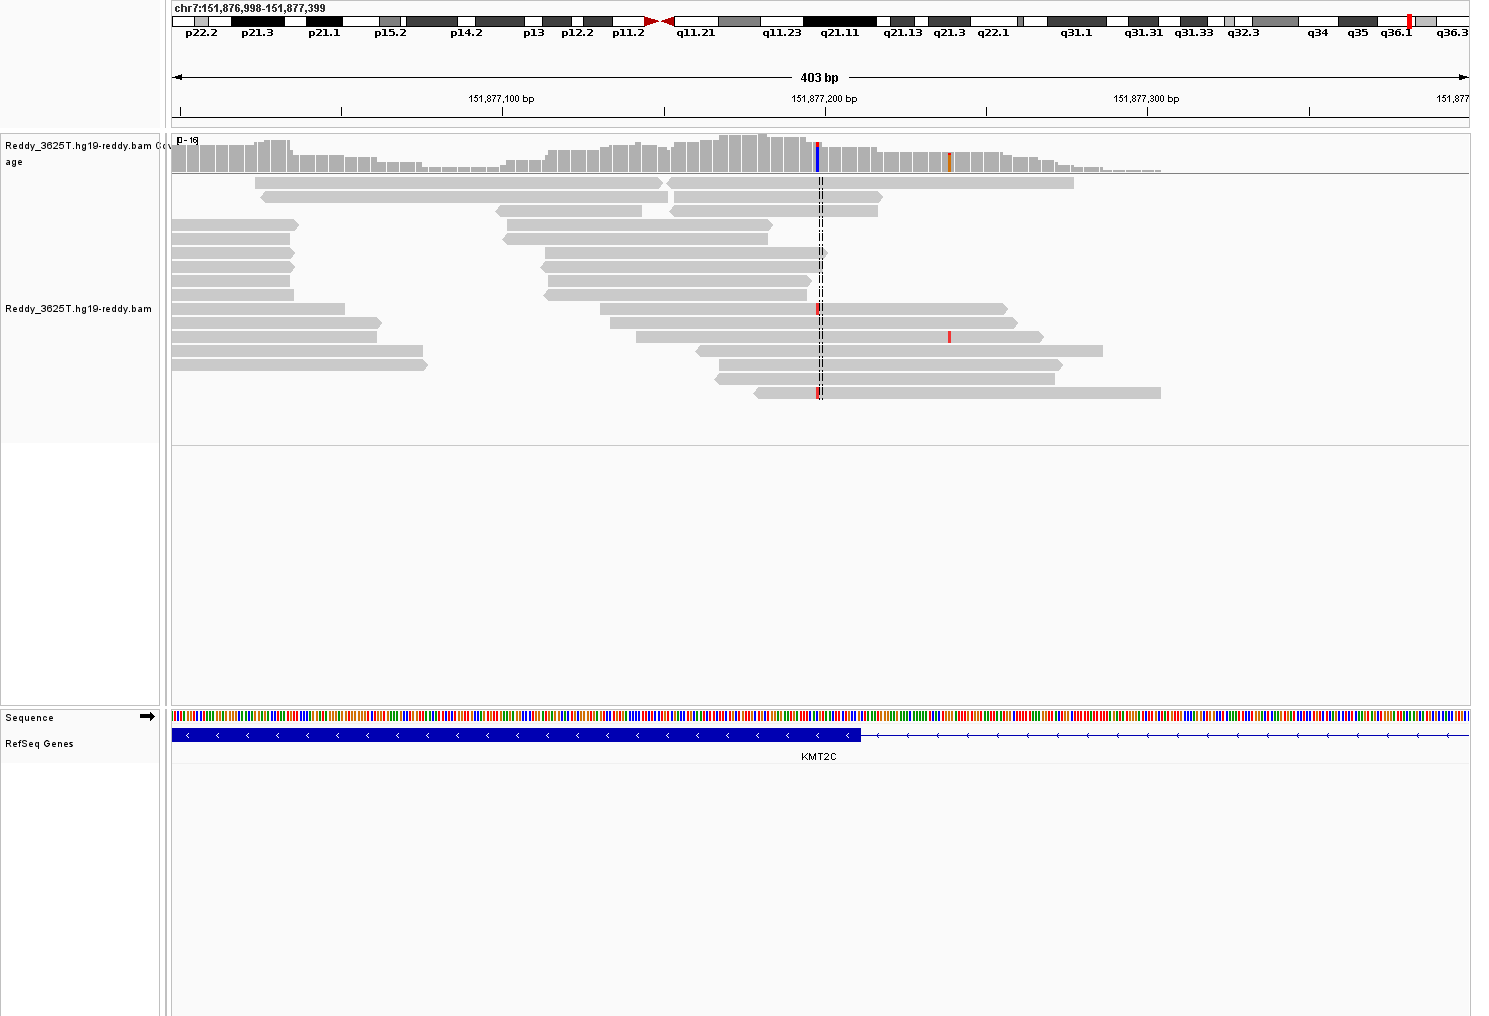 chr7:151,876,998-151,877,399
p22.2 p21.3 p21.1 p15.2 p14.2 p13 p12.2 p11.2 q11.21 q11.23 q21.11 q21.13 q21.3 q22.1 q31.1 q31.31 q31.33 q32.3 q34 q35 q36.1 q36.3
403 bp
151,877,100 bp 151,877,200 bp 151,877,300 bp 151,877
[0 - 16]
Reddy_3625T.hg19-reddy.bam Cov
age
Reddy_3625T.hg19-reddy.bam
Sequence
RefSeq Genes
KMT2C